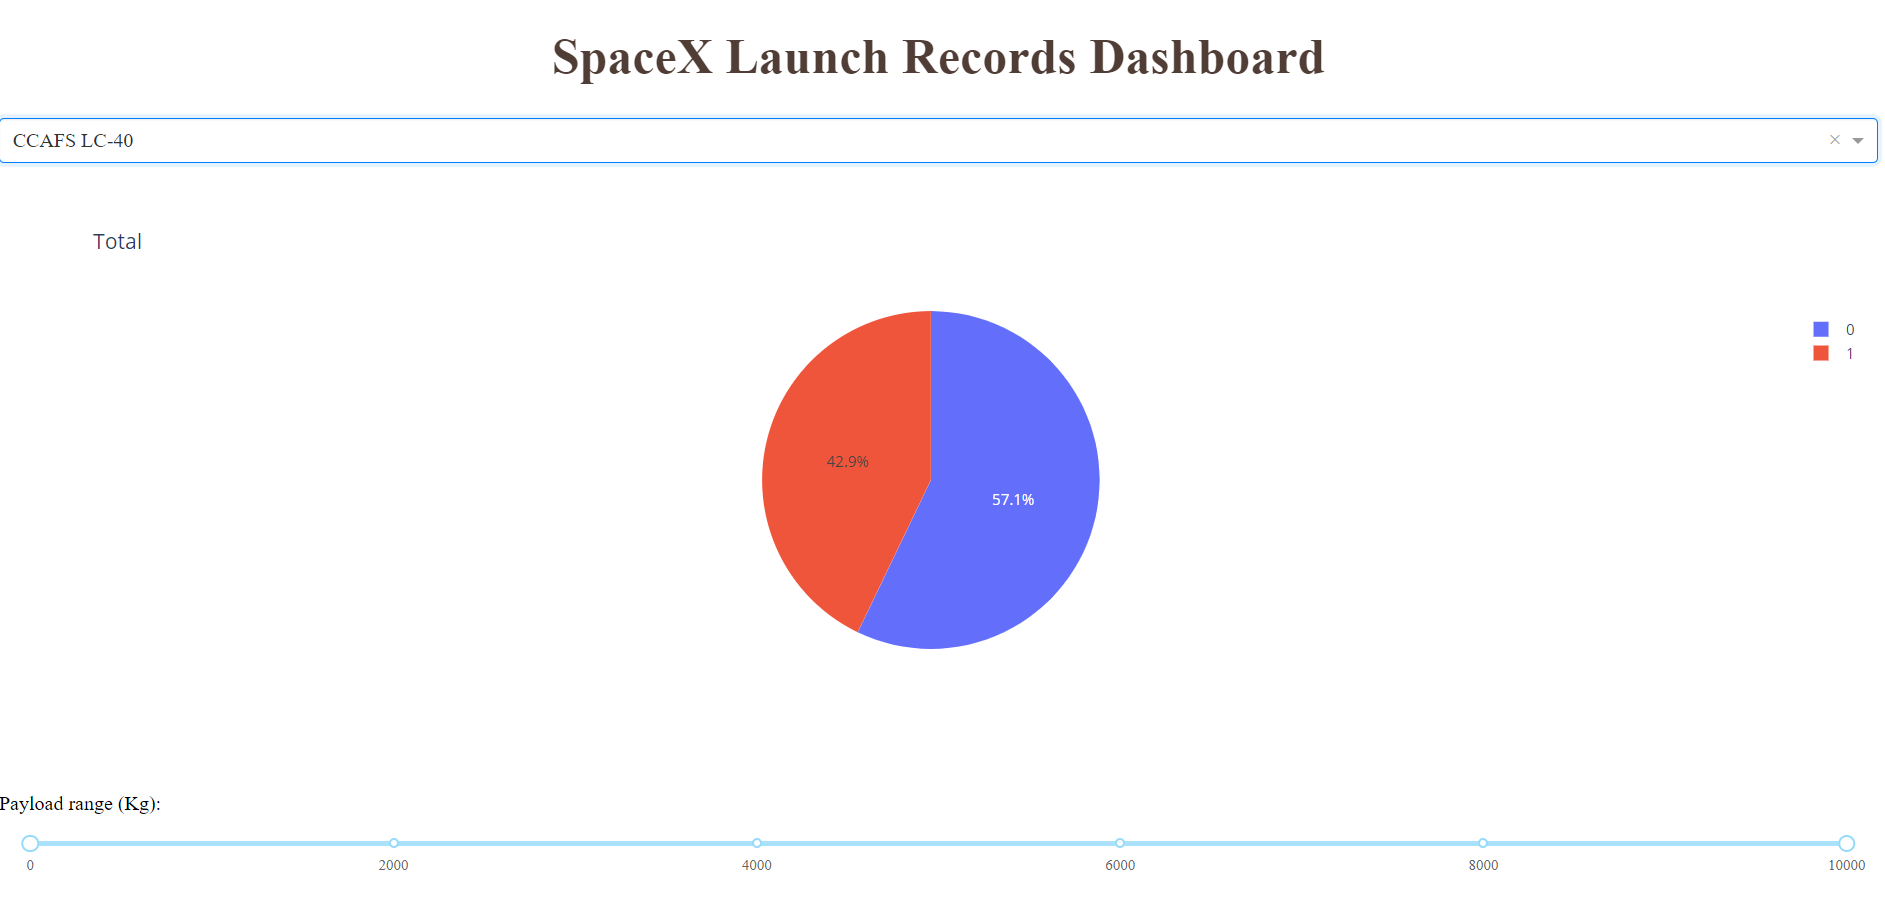 SpaceX Launch Records Dashboard
CCAFS LC-40
Total
0
1
42.9%
57.1%
Payload range (Kg):
0 2000 4000 6000 8000 10000